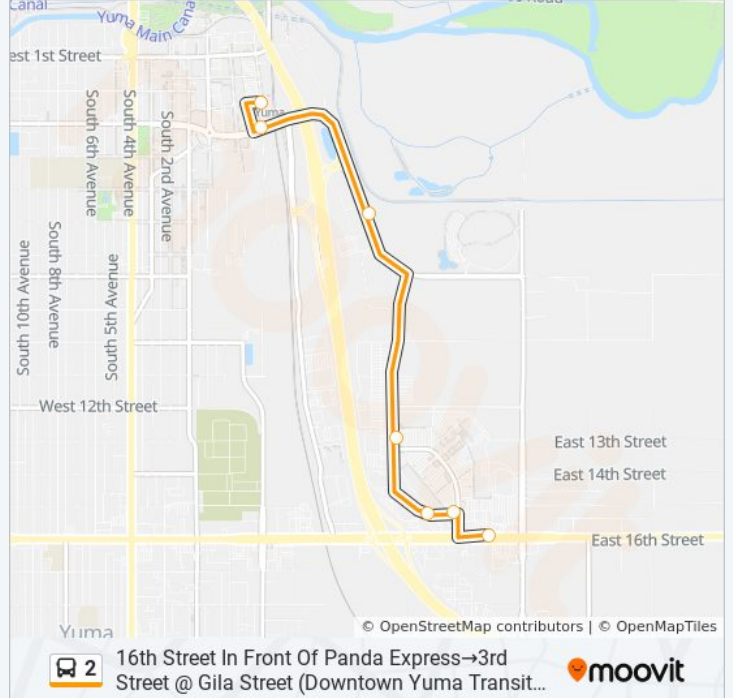 Canal
Yuma Main Cana
est 1st Street
Yuma
South 6th Avenue
South 4th Avenue
South 2nd Avenue
South 10th Avenue
South 8th Avenue
South 5th Avenue
West 12th Street
East 13th Street
East 14th Street
East 16th Street
© OpenStreetMap contributors | © OpenMapTiles
Yuma
2
16th Street In Front Of Panda Express→3rd
Street @ Gila Street (Downtown Yuma Transit...
moovit